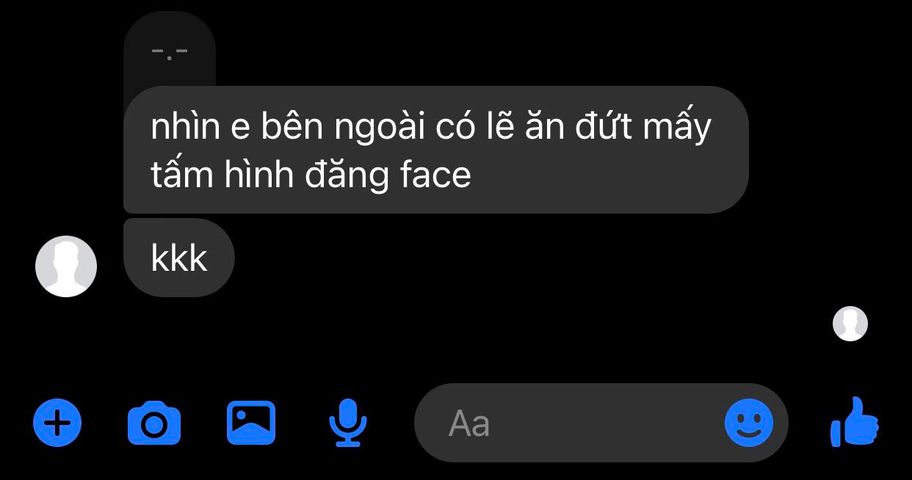 -.-
nhìn e bên ngoài có lẽ ăn đứt mấy
tấm hình đăng face
kkk
Aa